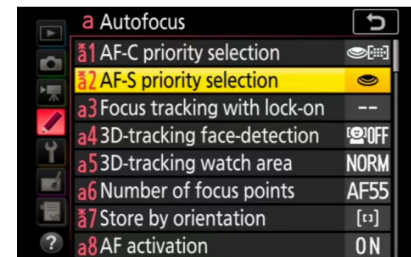 a Autofocus
a1 AF-C priority selection
a2 AF-S priority selection
a3 Focus tracking with lock-on --
a4 3D-tracking face-detection OFF
a5 3D-tracking watch area NORM
a6 Number of focus points AF55
a7 Store by orientation
a8 AF activation ON
?